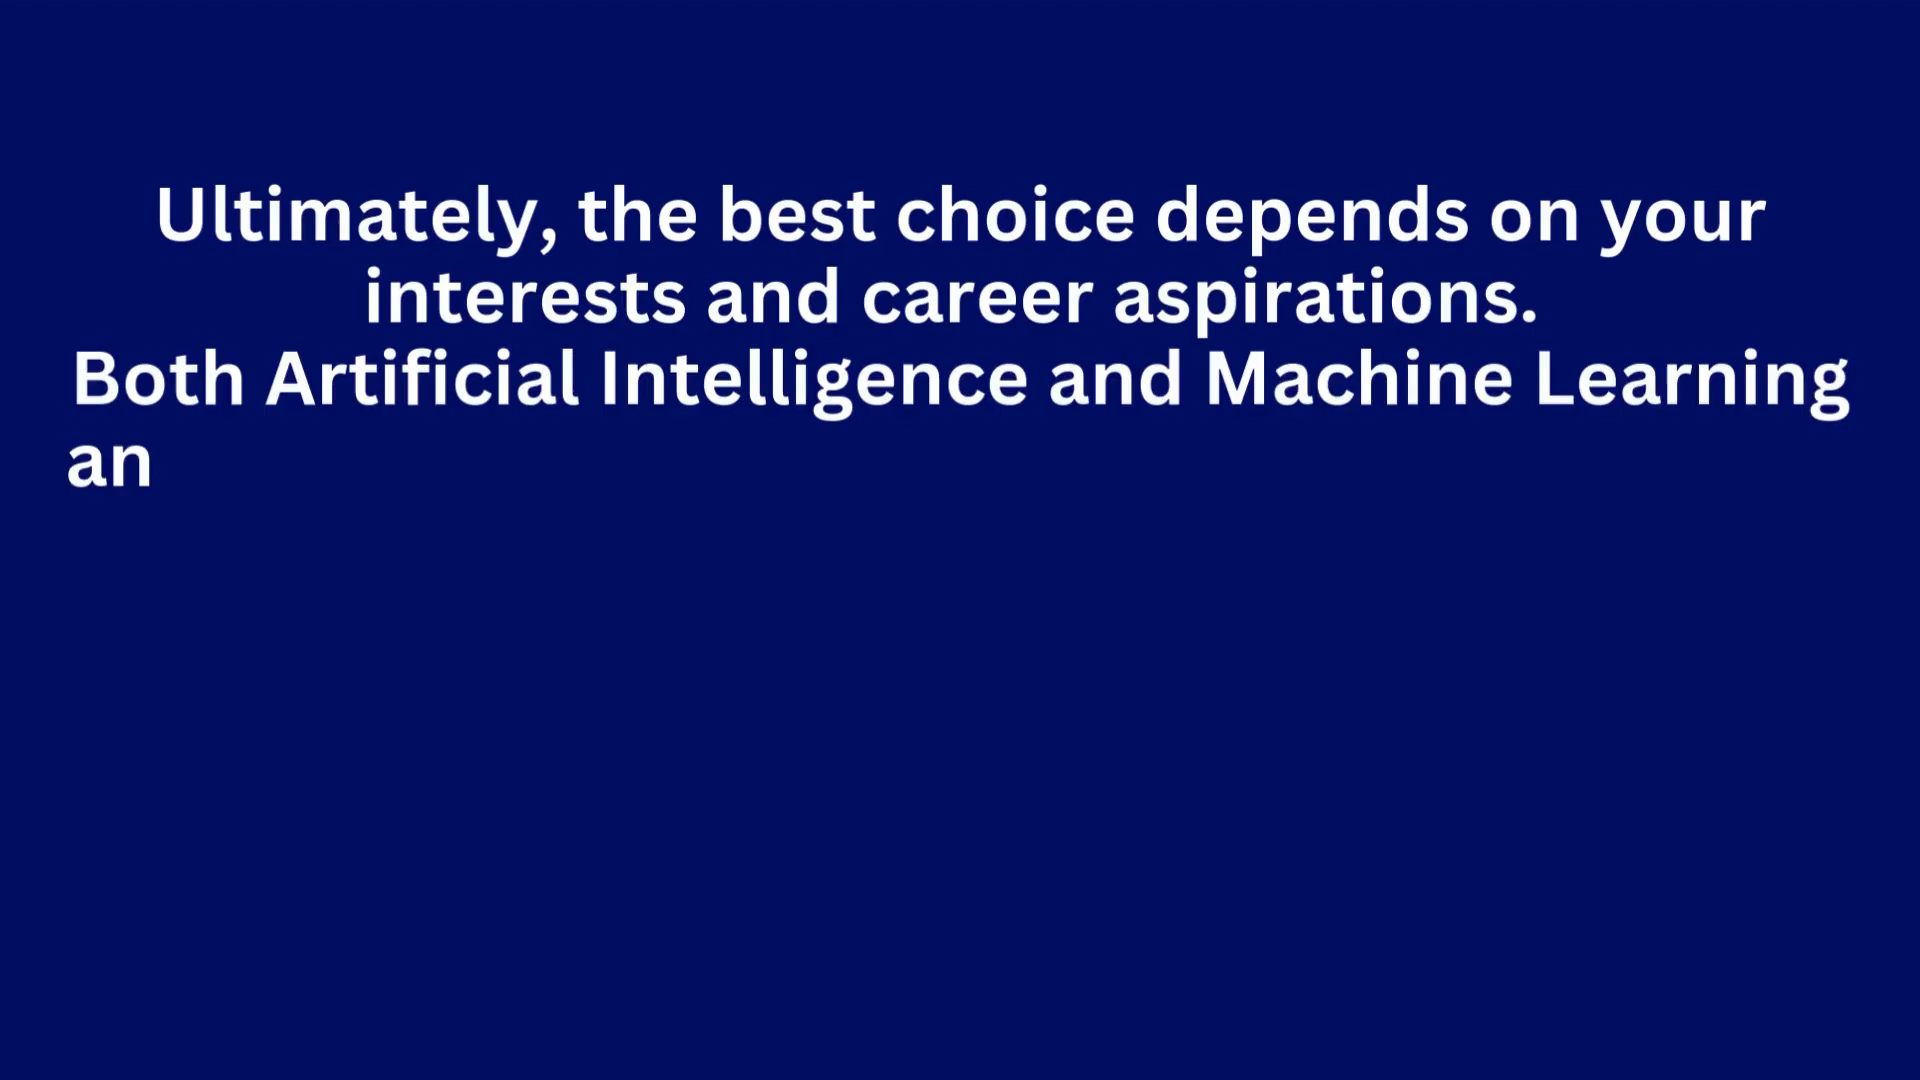 Ultimately, the best choice depends on your
interests and career aspirations.
Both Artificial Intelligence and Machine Learning
an